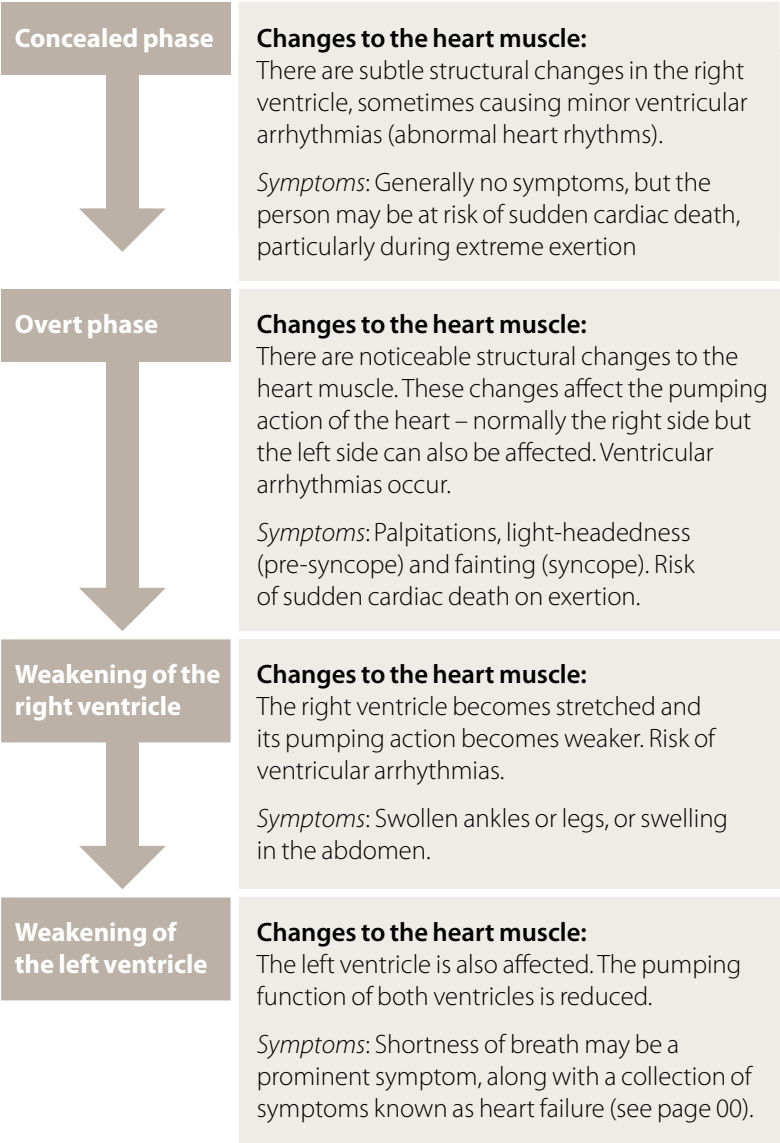 Concealed phase
Changes to the heart muscle:
There are subtle structural changes in the right
ventricle, sometimes causing minor ventricular
arrhythmias (abnormal heart rhythms).
Symptoms: Generally no symptoms, but the
person may be at risk of sudden cardiac death,
particularly during extreme exertion
Overt phase
Changes to the heart muscle:
There are noticeable structural changes to the
heart muscle. These changes affect the pumping
action of the heart – normally the right side but
the left side can also be affected. Ventricular
arrhythmias occur.
Symptoms: Palpitations, light-headedness
(pre-syncope) and fainting (syncope). Risk
of sudden cardiac death on exertion.
Weakening of the
right ventricle
Changes to the heart muscle:
The right ventricle becomes stretched and
its pumping action becomes weaker. Risk of
ventricular arrhythmias.
Symptoms: Swollen ankles or legs, or swelling
in the abdomen.
Weakening of
the left ventricle
Changes to the heart muscle:
The left ventricle is also affected. The pumping
function of both ventricles is reduced.
Symptoms: Shortness of breath may be a
prominent symptom, along with a collection of
symptoms known as heart failure (see page 00).